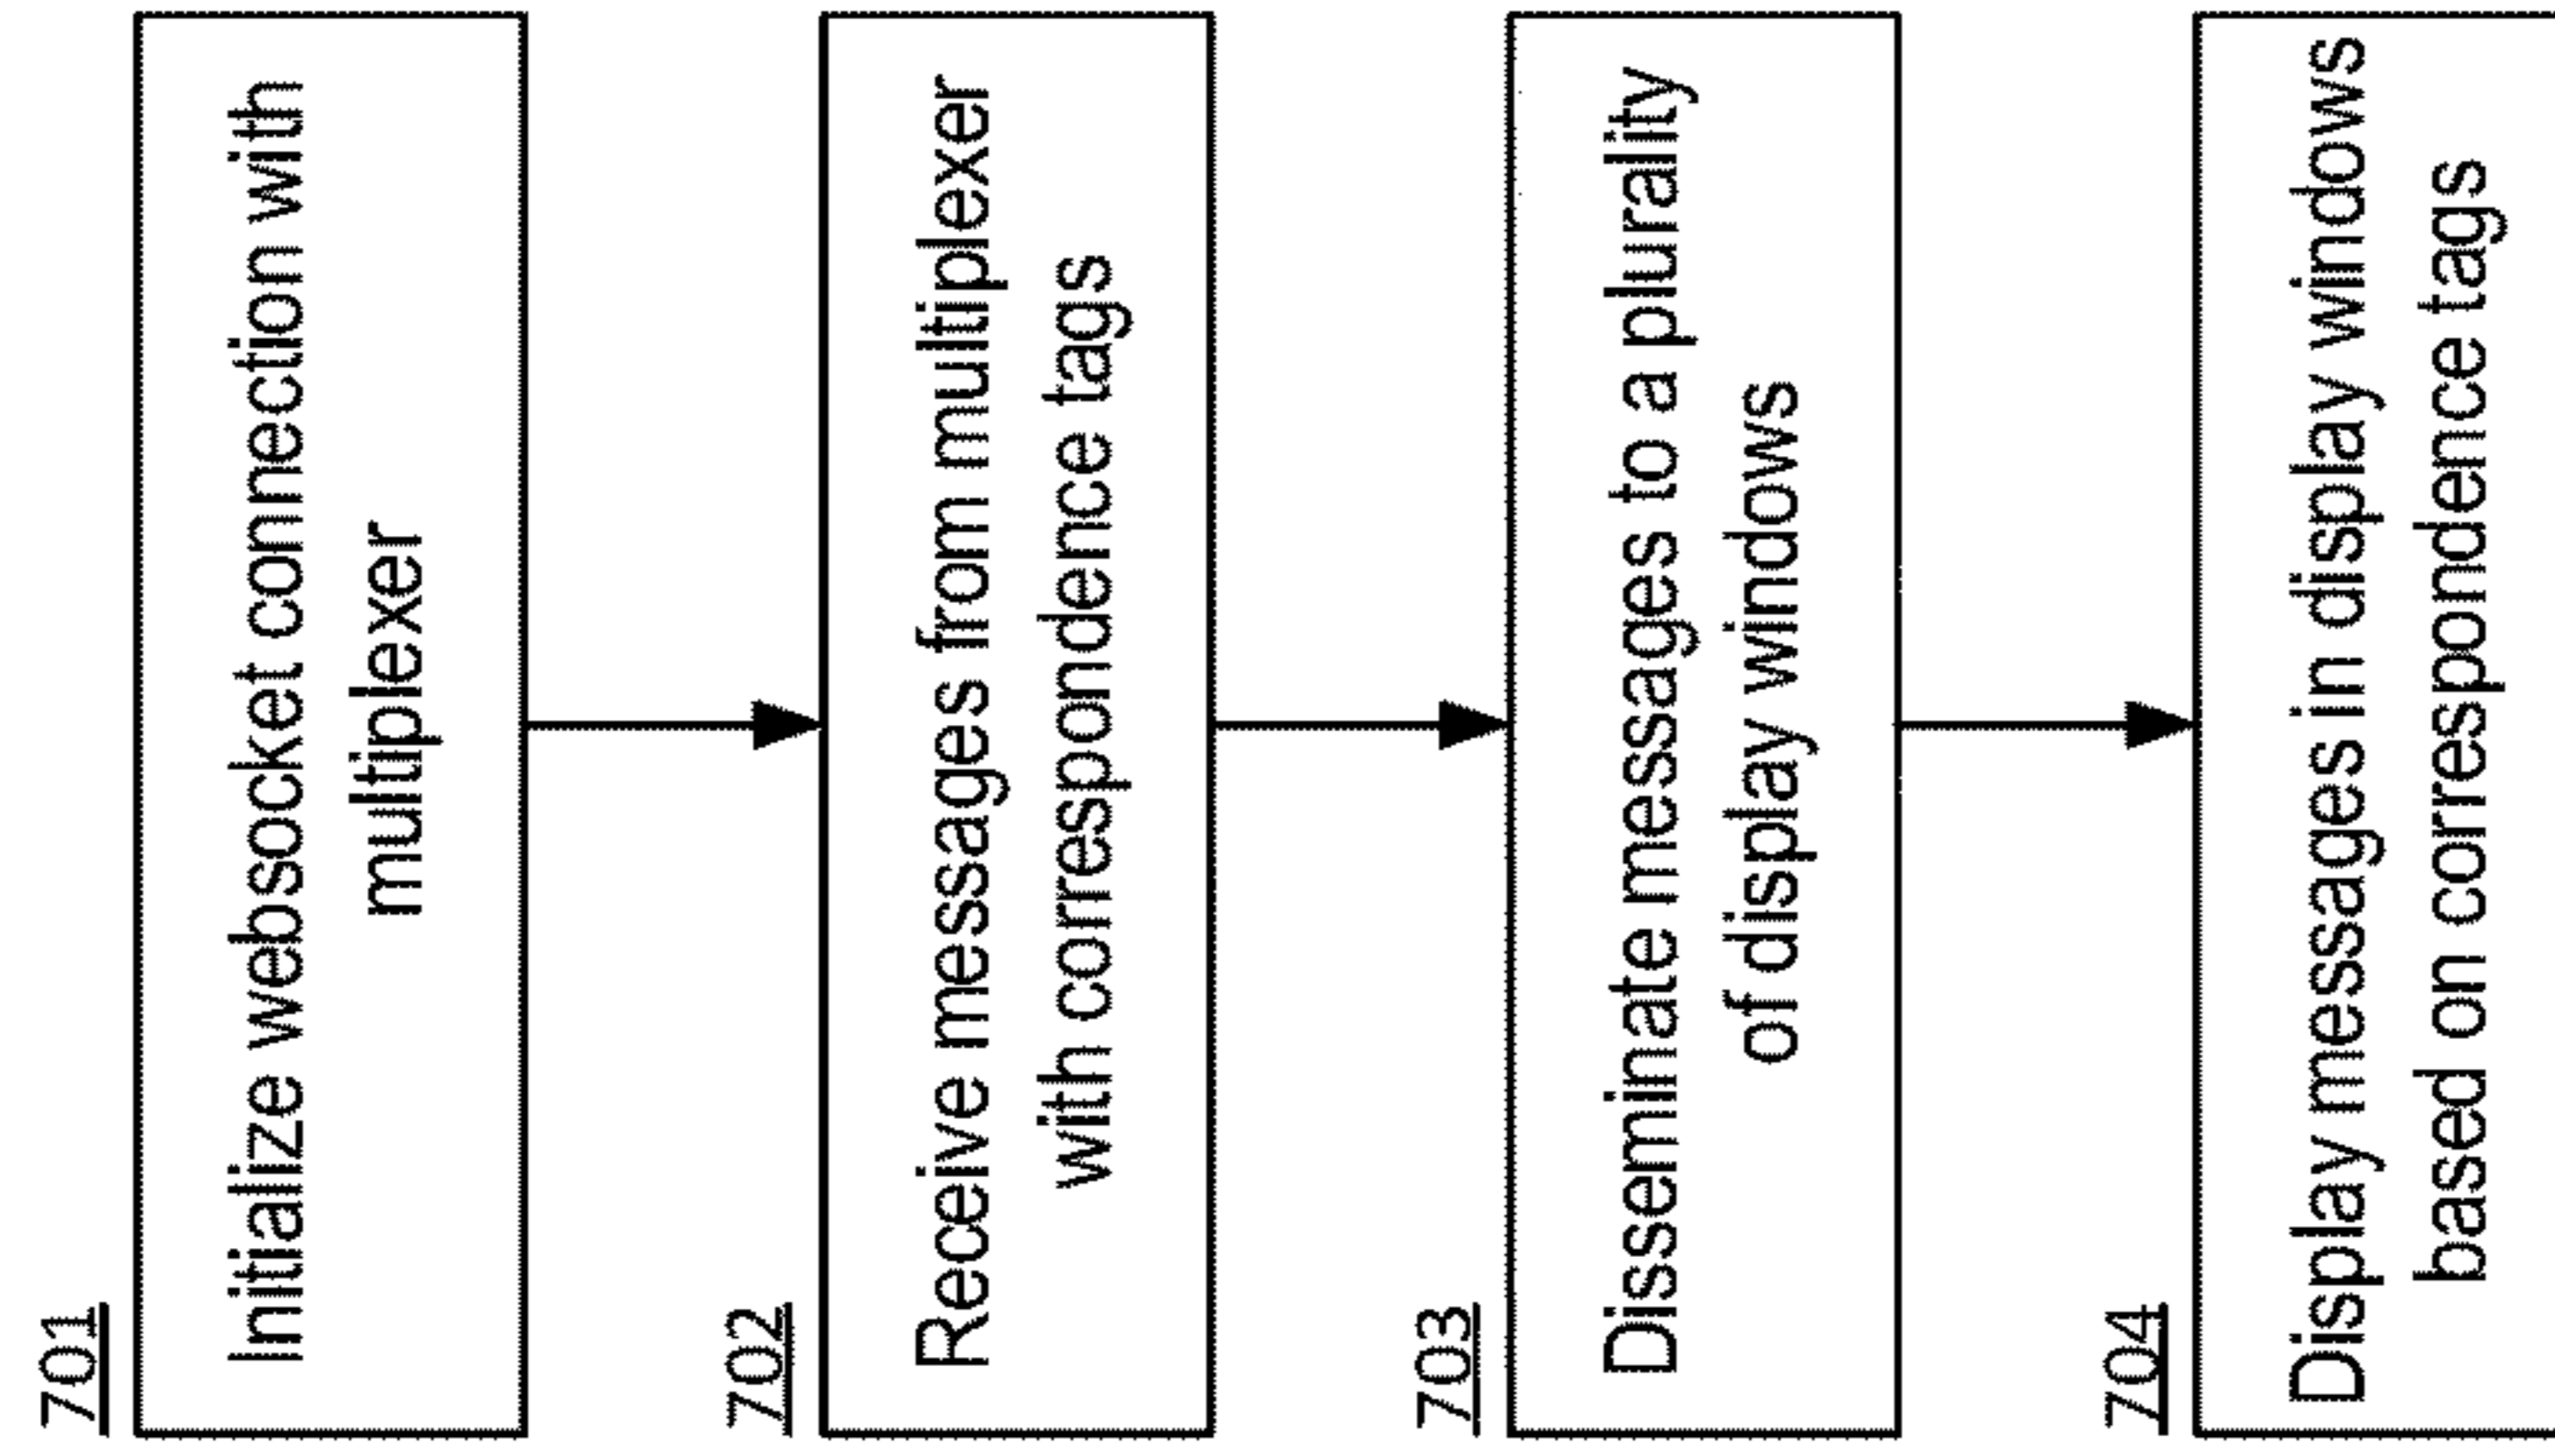 701
Initialize websocket connection with
multiplexer
702
Receive messages from multiplexer
with correspondence tags
703
Disseminate messages to a plurality
of display windows
704
Display messages in display windows
based on correspondence tags